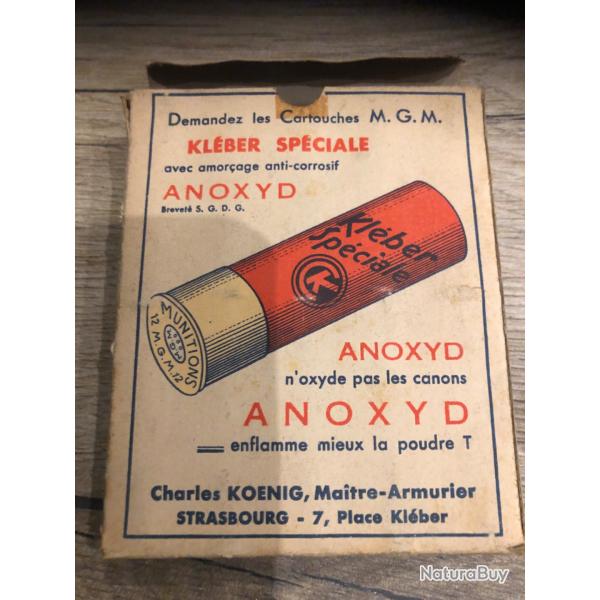 Demandez les Cartouches M. G. M.
KLÉBER SPÉCIALE
avec amorçage anti-corrosif
ANOXYD
Breveté S. G. D. G.
Kléber
Spéciale
K
MUNITIONS
M G M
12 M.G.M. 12
ANOXYD
n'oxyde pas les canons
ANOXYD
enflamme mieux la poudre T
Charles KOENIG, Maître-Armurier
STRASBOURG - 7, Place Kléber
NaturaBuy